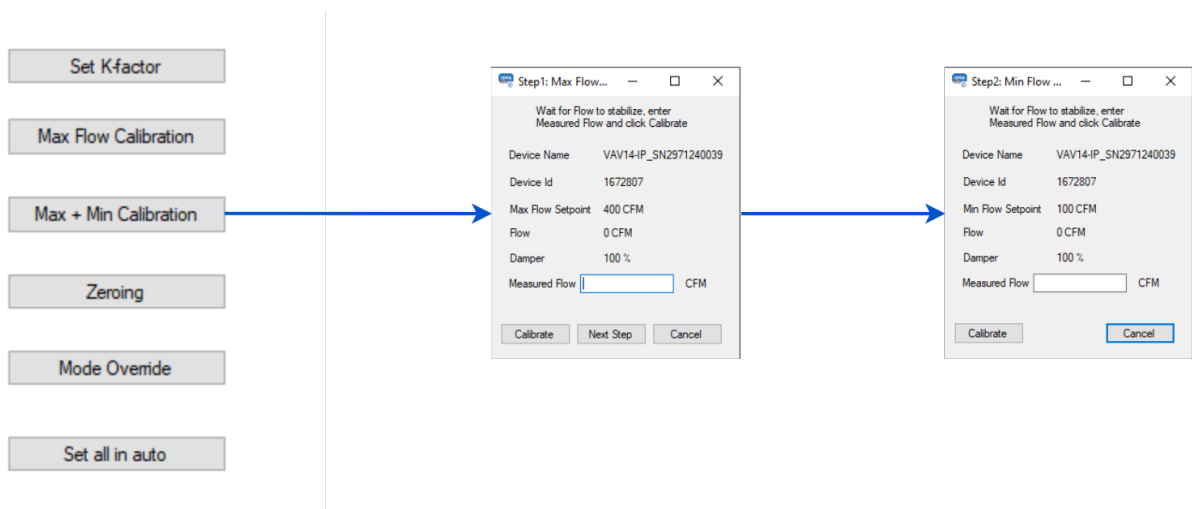 Set K-factor
Max Flow Calibration
Max + Min Calibration
Zeroing
Mode Override
Set all in auto
Step1: Max Flow...
Wait for Flow to stabilize, enter
Measured Flow and click Calibrate
Device Name VAV14-IP_SN2971240039
Device Id 1672807
Max Flow Setpoint 400 CFM
Flow 0 CFM
Damper 100 %
Measured Flow CFM
Calibrate Next Step Cancel
Step2: Min Flow ...
Wait for Flow to stabilize, enter
Measured Flow and click Calibrate
Device Name VAV14-IP_SN2971240039
Device Id 1672807
Min Flow Setpoint 100 CFM
Flow 0 CFM
Damper 100 %
Measured Flow CFM
Calibrate Cancel